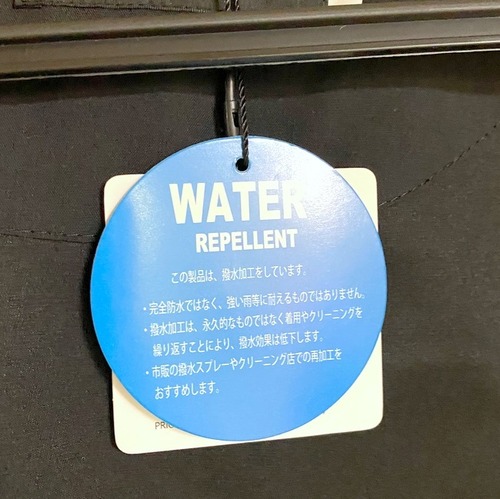 WATER
REPELLENT
この製品は、撥水加工をしています。
・完全防水ではなく、強い雨等に耐えるものではありません。
・撥水加工は、永久的なものではなく着用やクリーニングを
繰り返すことにより、撥水効果は低下します。
・市販の撥水スプレーやクリーニング店での再加工を
おすすめします。